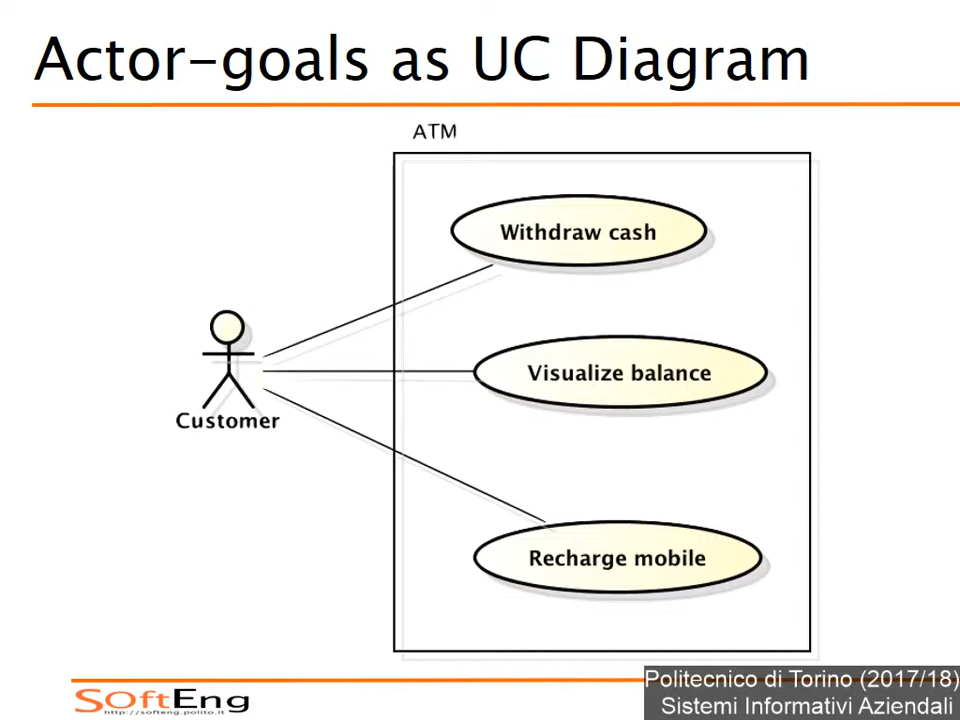 Actor-goals as UC Diagram
ATM
Withdraw cash
Visualize balance
Customer
Recharge mobile
SOftEng
http://softeng.polito.it
Politecnico di Torino (2017/18)
Sistemi Informativi Aziendali